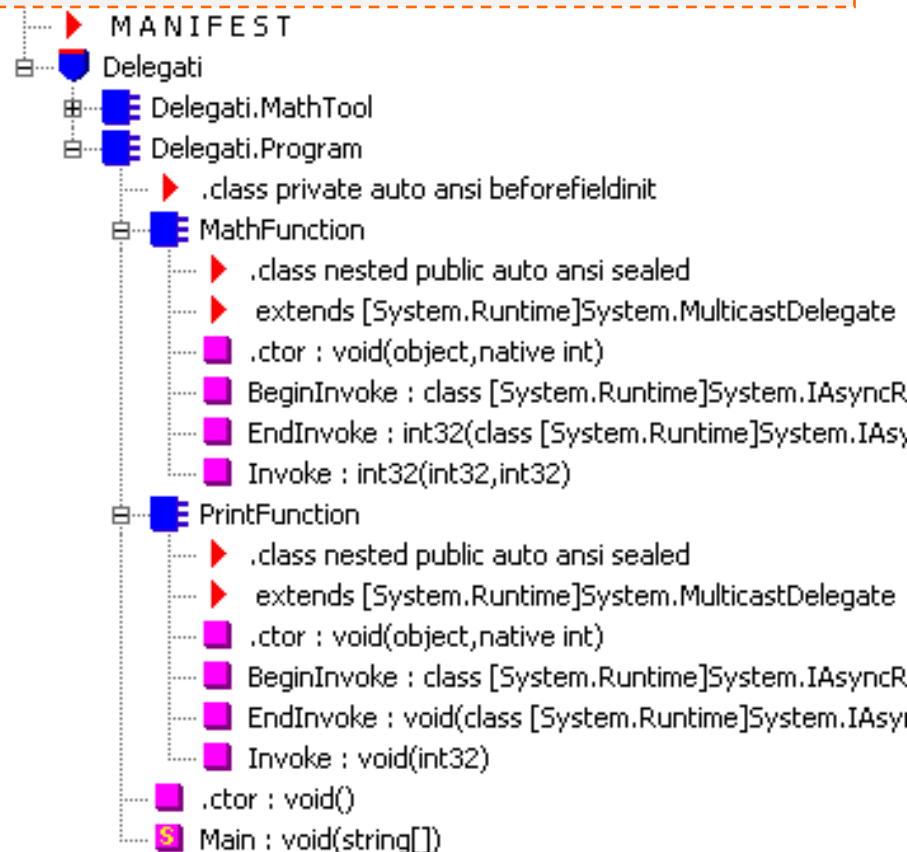 MANIFEST
Delegati
Delegati.MathTool
Delegati.Program
.class private auto ansi beforefieldinit
MathFunction
.class nested public auto ansi sealed
extends [System.Runtime]System.MulticastDelegate
.ctor : void(object,native int)
BeginInvoke : class [System.Runtime]System.IAsyncR
EndInvoke : int32(class [System.Runtime]System.IAsy
Invoke : int32(int32,int32)
PrintFunction
.class nested public auto ansi sealed
extends [System.Runtime]System.MulticastDelegate
.ctor : void(object,native int)
BeginInvoke : class [System.Runtime]System.IAsyncR
EndInvoke : void(class [System.Runtime]System.IAsy
Invoke : void(int32)
.ctor : void()
S Main : void(string[])